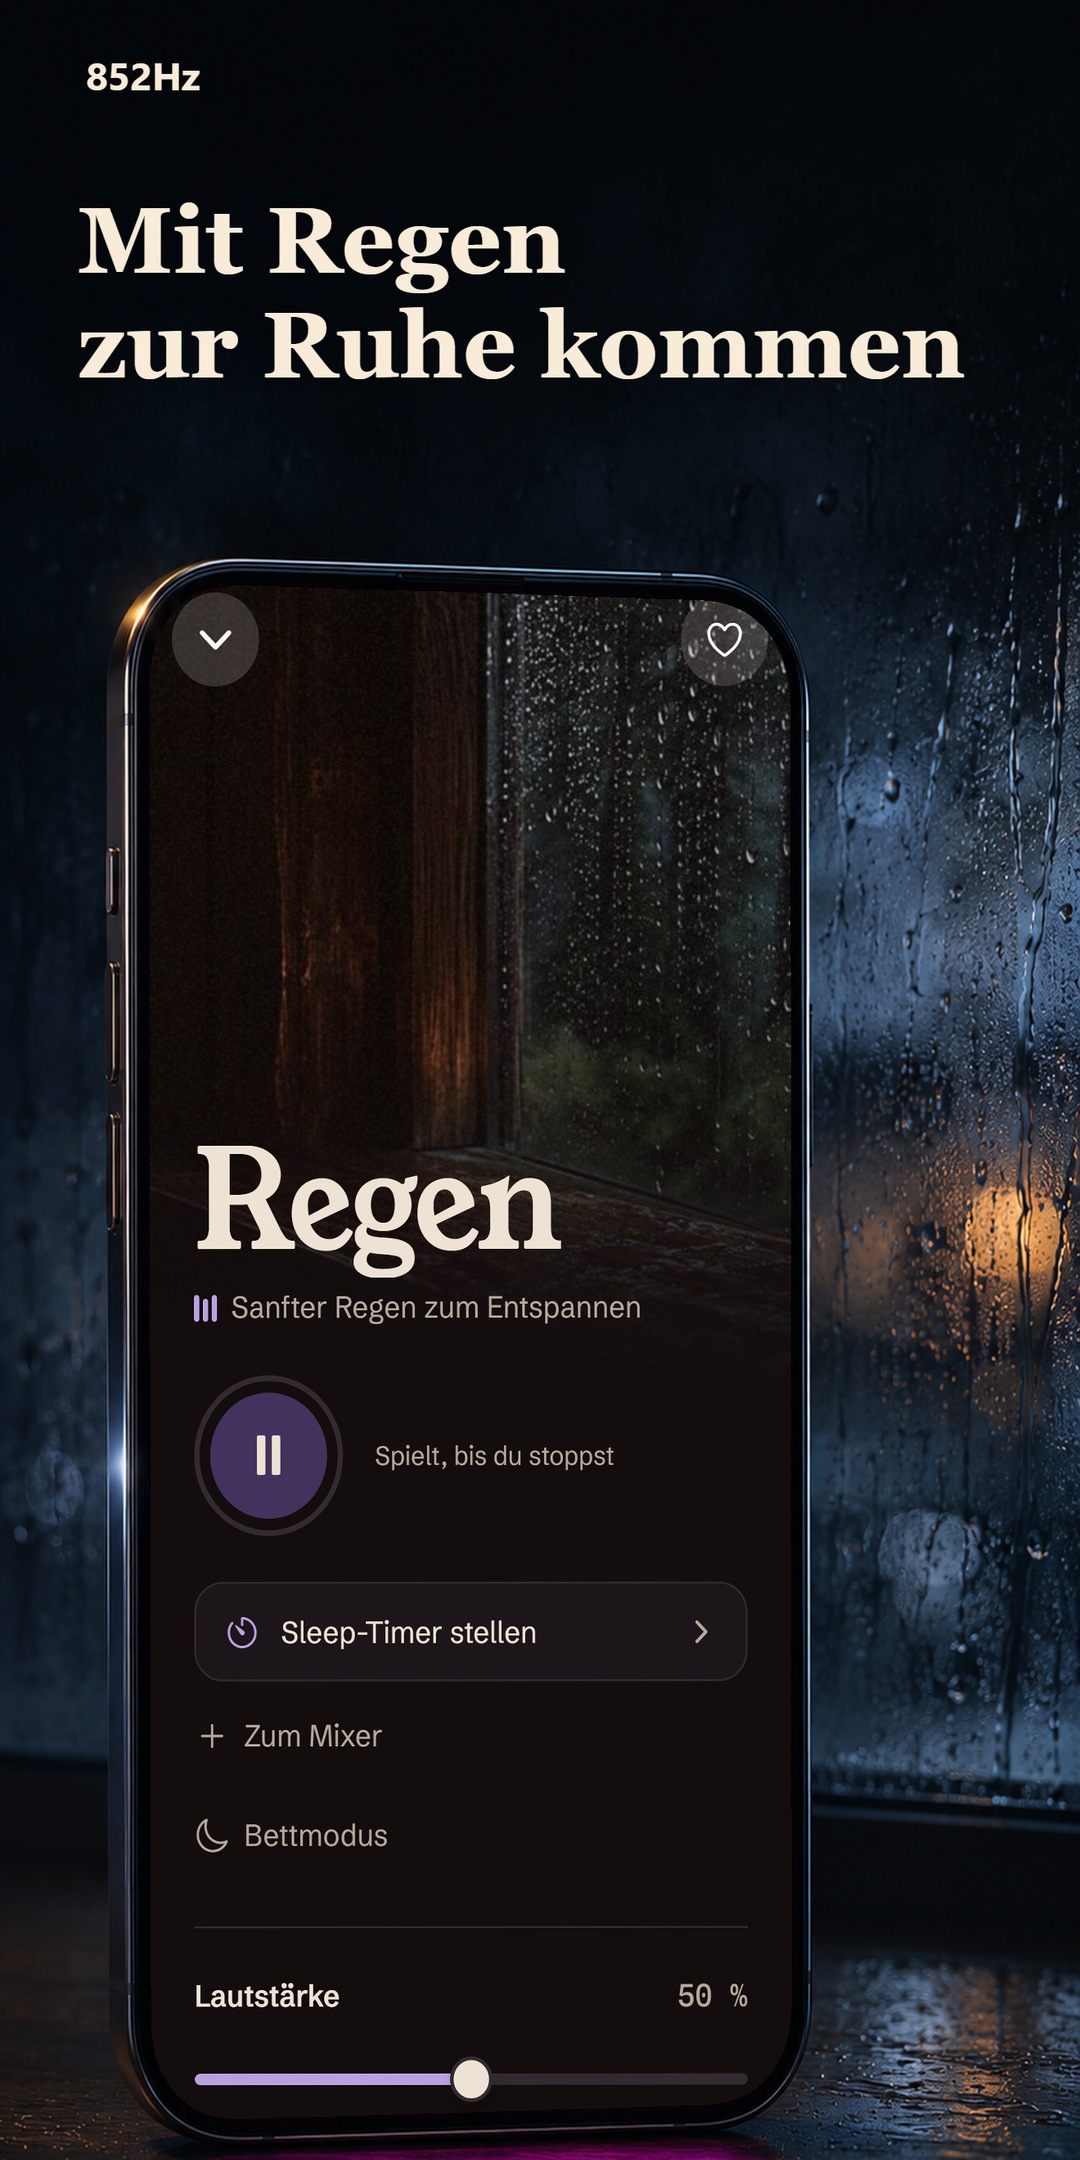 852Hz
Mit Regen
zur Ruhe kommen
Regen
Sanfter Regen zum Entspannen
Spielt, bis du stoppst
Sleep-Timer stellen
Zum Mixer
Bettmodus
Lautstärke 50 %